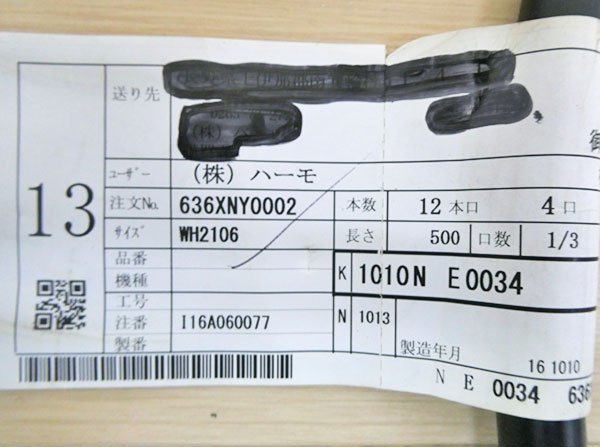 13
送り先
(株)
ユーザー (株) ハーモ
注文No. 636XNY0002 本数 12 本口 4 口
サイズ WH2106 長さ 500 口数 1/3
品番
機種
K 1010N E0034
工号
注番 I16A060077
N 1013
製番
製造年月 16 1010
N E 0034 636